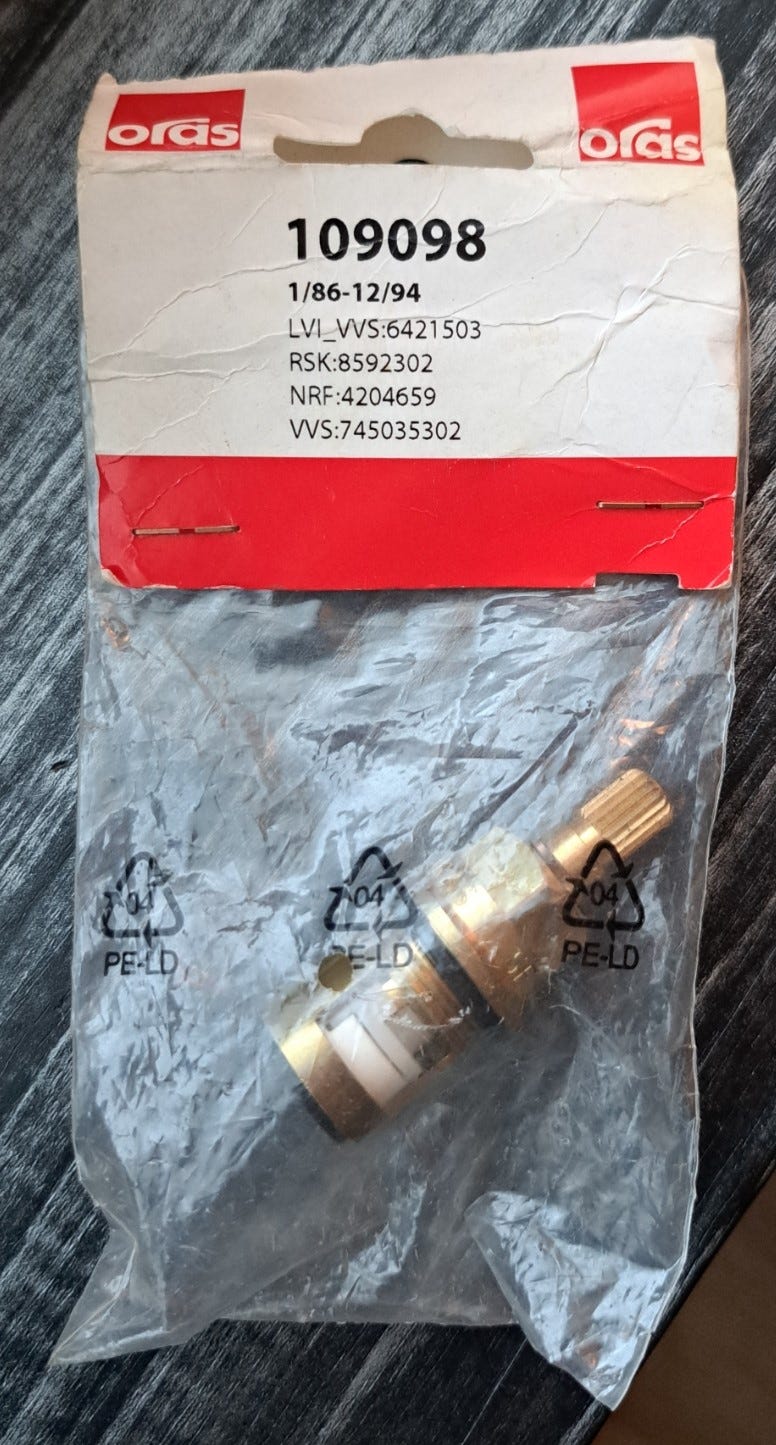 oras
oras
109098
1/86-12/94
LVI_VVS:6421503
RSK:8592302
NRF:4204659
VVS:745035302
04
PE-LD
04
PE-LD
04
PE-LD